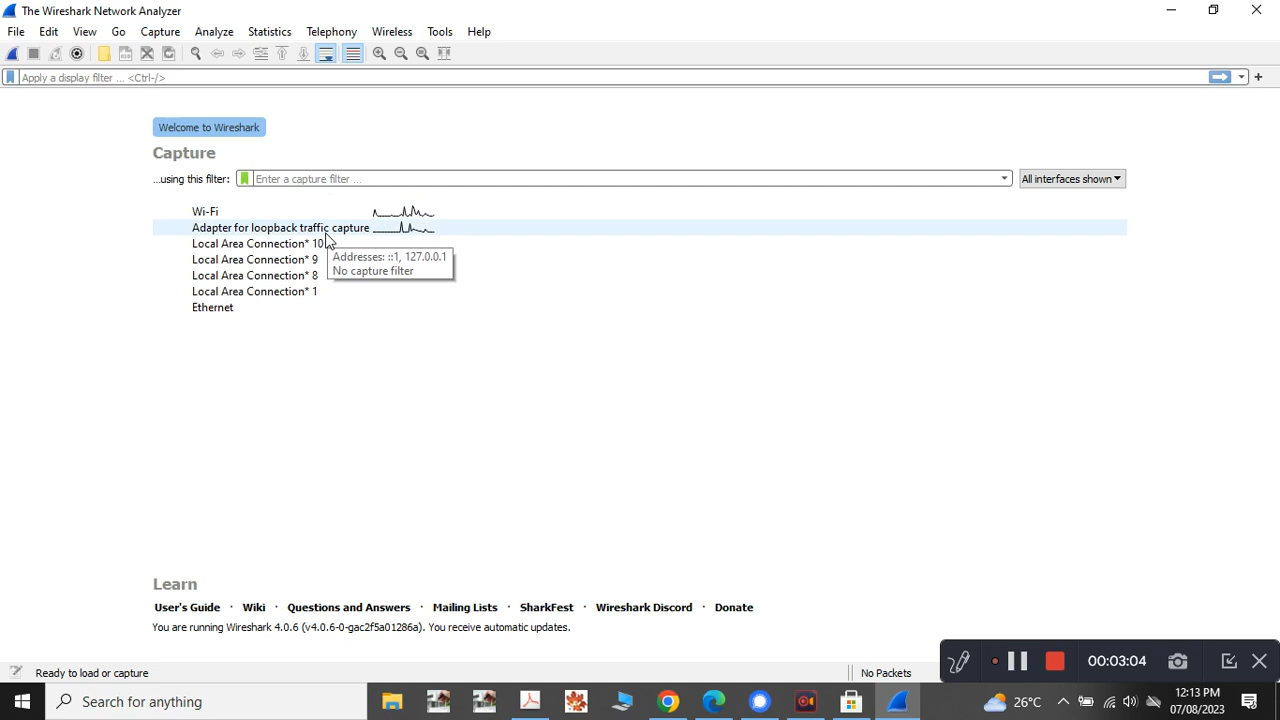 The Wireshark Network Analyzer
File Edit View Go Capture Analyze Statistics Telephony Wireless Tools Help
Apply a display filter ... <Ctrl-/>
Welcome to Wireshark
Capture
...using this filter: Enter a capture filter ... All interfaces shown
Wi-Fi
Adapter for loopback traffic capture
Local Area Connection* 10
Addresses: ::1, 127.0.0.1
Local Area Connection* 9
No capture filter
Local Area Connection* 8
Local Area Connection* 1
Ethernet
Learn
User's Guide · Wiki · Questions and Answers · Mailing Lists · SharkFest · Wireshark Discord · Donate
You are running Wireshark 4.0.6 (v4.0.6-0-gac2f5a01286a). You receive automatic updates.
Ready to load or capture No Packets
00:03:04
Search for anything
26°C
12:13 PM
07/08/2023